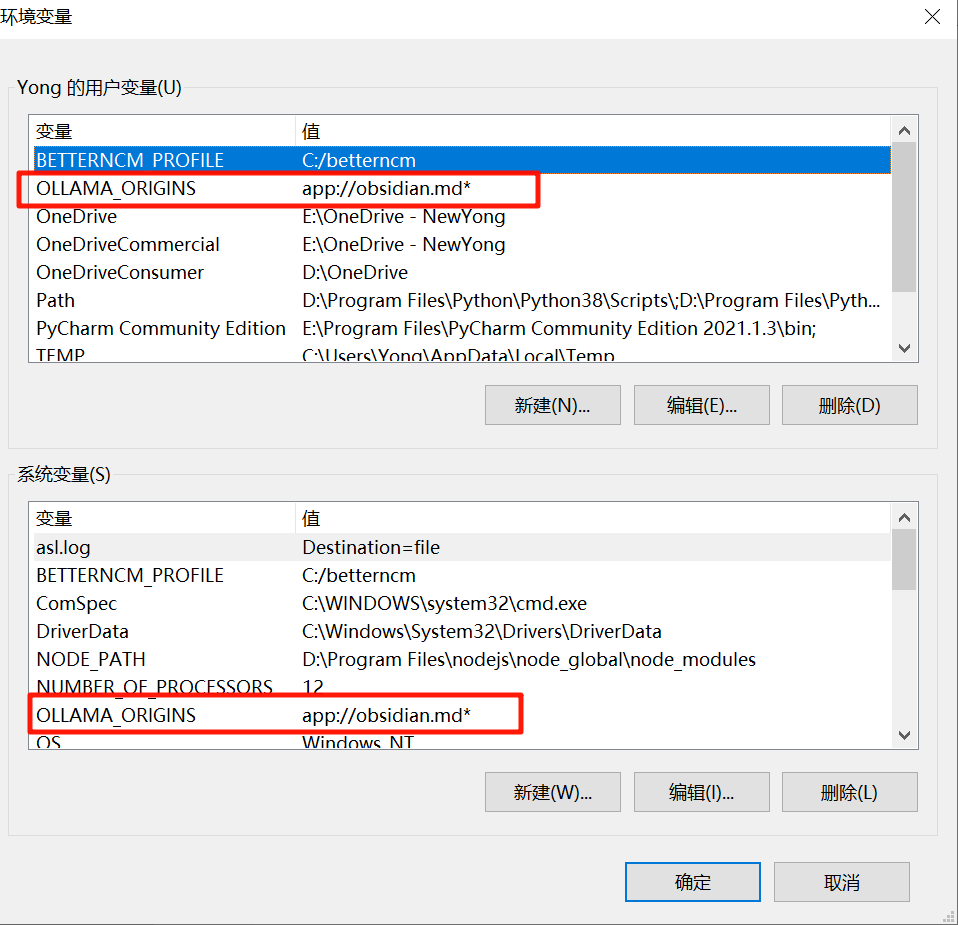 环境变量
Yong 的用户变量(U)
变量 值
BETTERNCM_PROFILE C:/betterncm
OLLAMA_ORIGINS app://obsidian.md*
OneDrive E:\OneDrive - NewYong
OneDriveCommercial E:\OneDrive - NewYong
OneDriveConsumer D:\OneDrive
Path D:\Program Files\Python\Python38\Scripts\;D:\Program Files\Pyth...
PyCharm Community Edition E:\Program Files\PyCharm Community Edition 2021.1.3\bin;
TEMP C:\Users\Yong\AppData\Local\Temp
新建(N)... 编辑(E)... 删除(D)
系统变量(S)
变量 值
asl.log Destination=file
BETTERNCM_PROFILE C:/betterncm
ComSpec C:\WINDOWS\system32\cmd.exe
DriverData C:\Windows\System32\Drivers\DriverData
NODE_PATH D:\Program Files\nodejs\node_global\node_modules
NUMBER_OF_PROCESSORS 12
OLLAMA_ORIGINS app://obsidian.md*
OS Windows_NT
新建(W)... 编辑(I)... 删除(L)
确定 取消